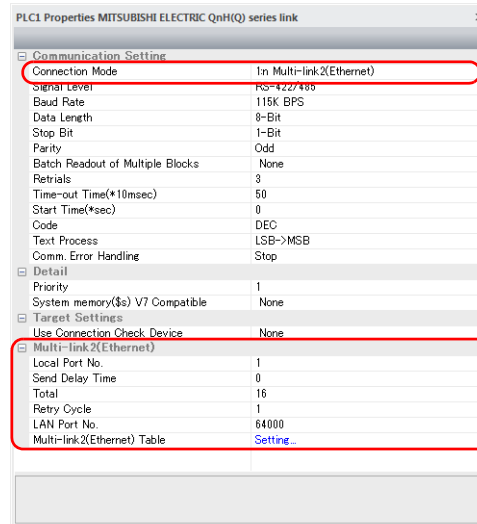 PLC1 Properties MITSUBISHI ELECTRIC QnH(Q) series link
Communication Setting
Connection Mode 1:n Multi-link2(Ethernet)
Signal Level RS-422/485
Baud Rate 115K BPS
Data Length 8-Bit
Stop Bit 1-Bit
Parity Odd
Batch Readout of Multiple Blocks None
Retrials 3
Time-out Time(*10msec) 50
Start Time(*sec) 0
Code DEC
Text Process LSB->MSB
Comm. Error Handling Stop
Detail
Priority 1
System memory($s) V7 Compatible None
Target Settings
Use Connection Check Device None
Multi-link2(Ethernet)
Local Port No. 1
Send Delay Time 0
Total 16
Retry Cycle 1
LAN Port No. 64000
Multi-link2(Ethernet) Table Setting...